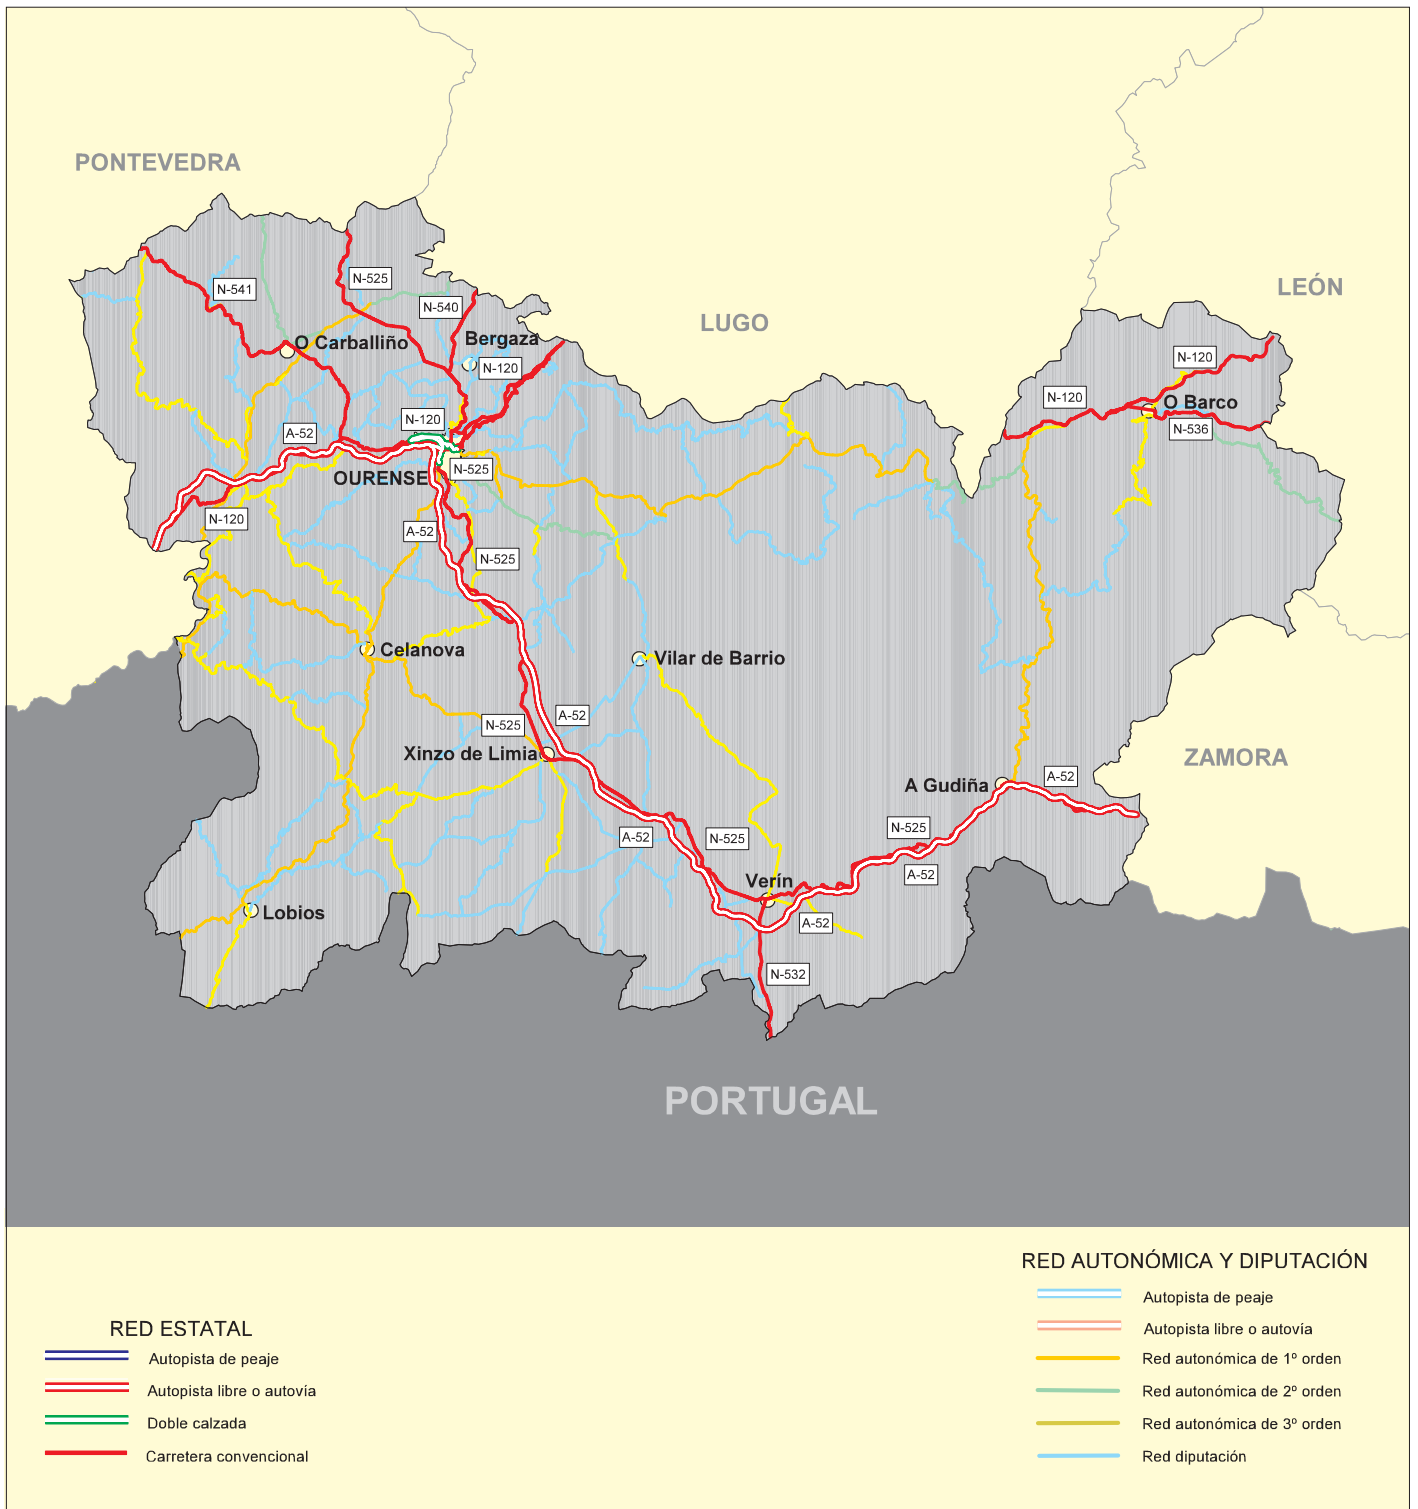 PONTEVEDRA
LEÓN
LUGO
N-525
N-541
N-540
Bergaza
O Carballiño
N-120
N-120
N-120
O Barco
N-120
A-52
N-536
N-525
OURENSE
N-120
A-52
N-525
Celanova
Vilar de Barrio
A-52
N-525
Xinzo de Limia
ZAMORA
A-52
A Gudiña
N-525
A-52
N-525
A-52
Verín
Lobios
A-52
N-532
PORTUGAL
RED ESTATAL
Autopista de peaje
Autopista libre o autovía
Doble calzada
Carretera convencional
RED AUTONÓMICA Y DIPUTACIÓN
Autopista de peaje
Autopista libre o autovía
Red autonómica de 1º orden
Red autonómica de 2º orden
Red autonómica de 3º orden
Red diputación